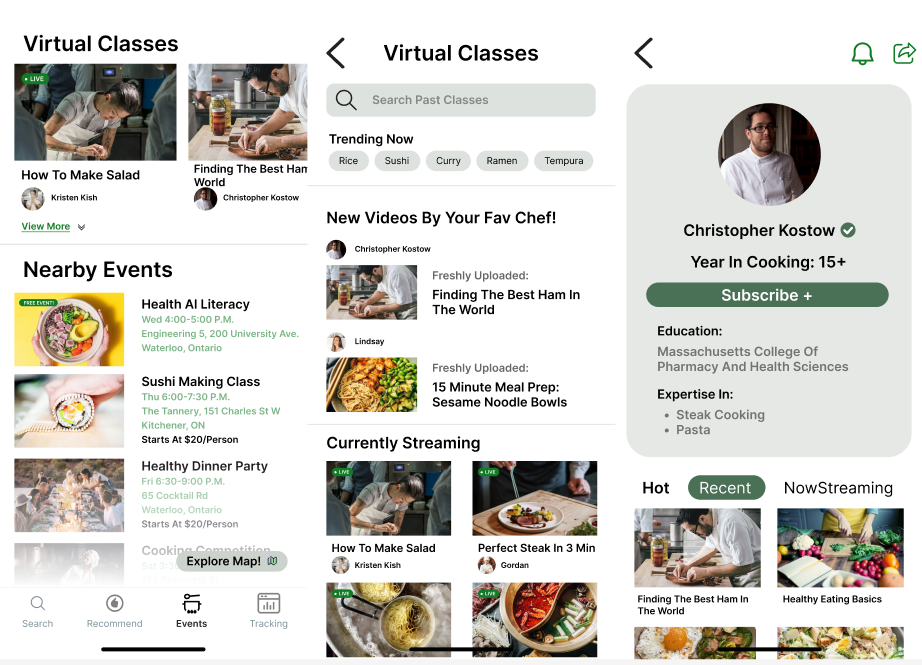 Virtual Classes
LIVE
How To Make Salad
Kristen Kish
Finding The Best Ham
World
Christopher Kostow
View More
Nearby Events
FREE EVENT!
Health AI Literacy
Wed 4:00-5:00 P.M.
Engineering 5, 200 University Ave.
Waterloo, Ontario
Sushi Making Class
Thu 6:00-7:30 P.M.
The Tannery, 151 Charles St W
Kitchener, ON
Starts At $20/Person
Healthy Dinner Party
Fri 6:30-9:00 P.M.
65 Cocktail Rd
Waterloo, Ontario
Starts At $20/Person
Cooking Competition
Explore Map!
Search
Recommend
Events
Tracking
Virtual Classes
Search Past Classes
Trending Now
Rice
Sushi
Curry
Ramen
Tempura
New Videos By Your Fav Chef!
Christopher Kostow
Freshly Uploaded:
Finding The Best Ham In
The World
Lindsay
Freshly Uploaded:
15 Minute Meal Prep:
Sesame Noodle Bowls
Currently Streaming
LIVE
How To Make Salad
Kristen Kish
LIVE
Perfect Steak In 3 Min
Gordan
LIVE
LIVE
Christopher Kostow
Year In Cooking: 15+
Subscribe +
Education:
Massachusetts College Of
Pharmacy And Health Sciences
Expertise In:
• Steak Cooking
• Pasta
Hot
Recent
NowStreaming
Finding The Best Ham In
The World
Healthy Eating Basics